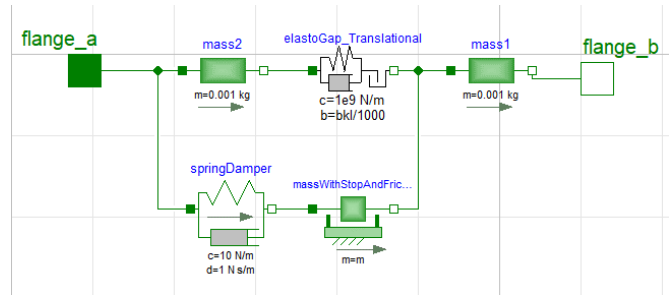 flange_a
mass2
elastoGap_Translational
mass1
flange_b
m=0.001 kg
c=1e9 N/m
b=bkl/1000
m=0.001 kg
springDamper
massWithStopAndFric...
c=10 N/m
d=1 N s/m
m=m